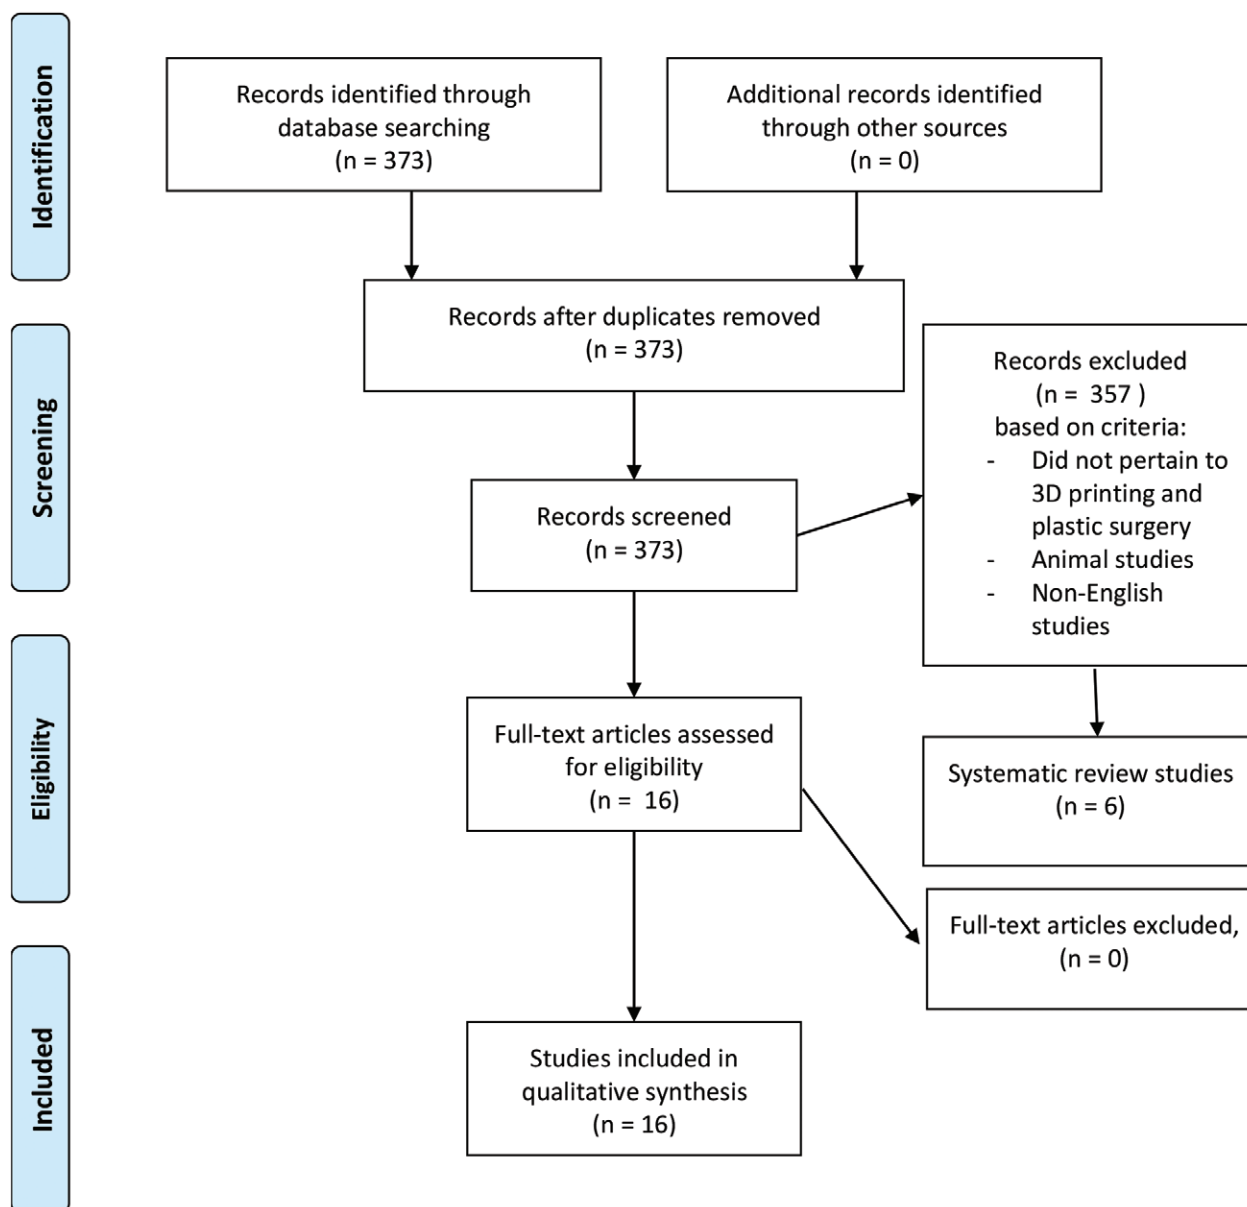 Identification
Records identified through
database searching
(n = 373)
Additional records identified
through other sources
(n = 0)
Records after duplicates removed
(n = 373)
Screening
Records screened
(n = 373)
Records excluded
(n = 357 )
based on criteria:
- Did not pertain to
3D printing and
plastic surgery
- Animal studies
- Non-English
studies
Eligibility
Full-text articles assessed
for eligibility
(n = 16)
Systematic review studies
(n = 6)
Full-text articles excluded,
(n = 0)
Included
Studies included in
qualitative synthesis
(n = 16)